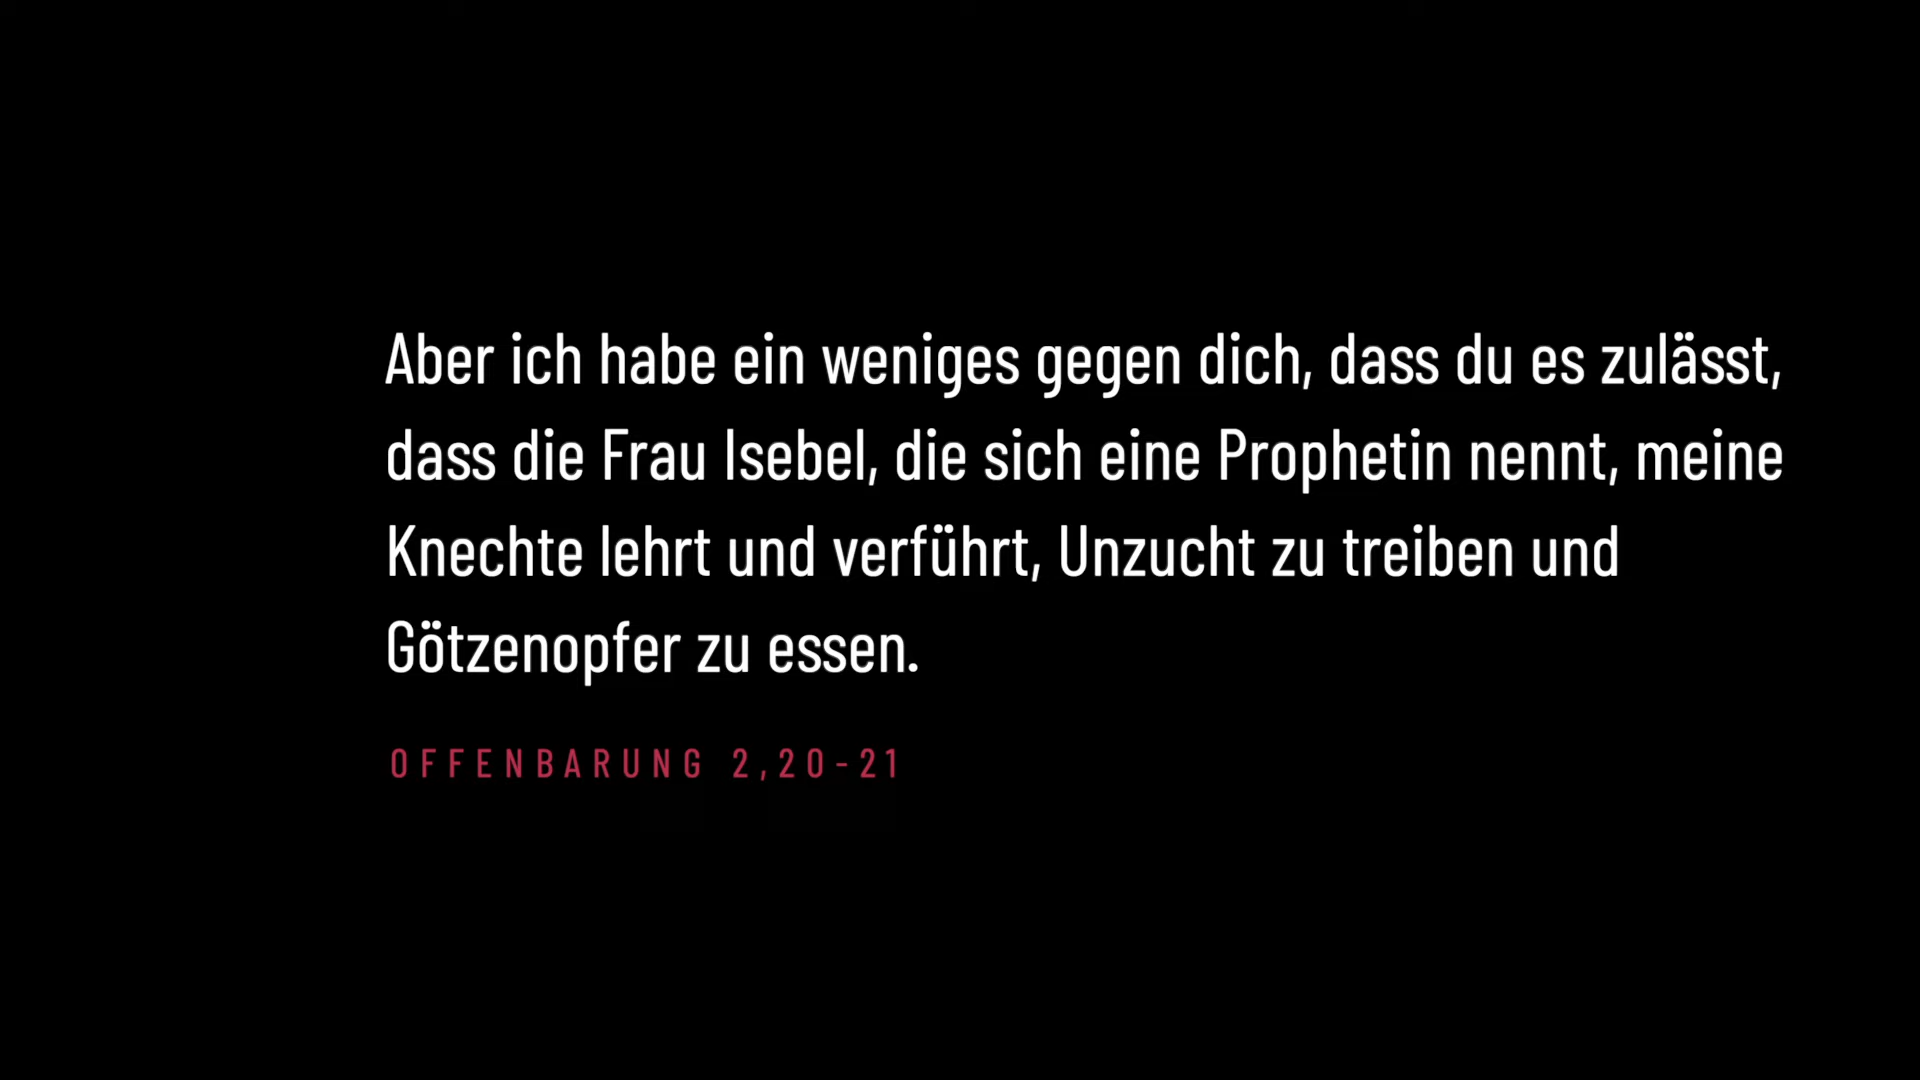 Aber ich habe ein weniges gegen dich, dass du es zulässt,
dass die Frau Isebel, die sich eine Prophetin nennt, meine
Knechte lehrt und verführt, Unzucht zu treiben und
Götzenopfer zu essen.
OFFENBARUNG 2,20-21